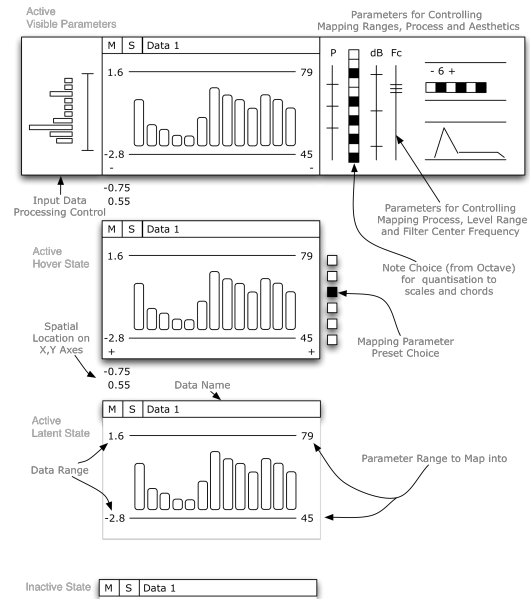 Active
Visible Parameters
Parameters for Controlling
Mapping Ranges, Process and Aesthetics
M S Data 1
1.6 79
-2.8 45
- -
P dB Fc
- 6 +
-0.75
0.55
Input Data
Processing Control
Parameters for Controlling
Mapping Process, Level Range
and Filter Center Frequency
Active
Hover State
M S Data 1
1.6 79
-2.8 45
+ +
Note Choice (from Octave)
for quantisation to
scales and chords
Mapping Parameter
Preset Choice
Spatial
Location on
X,Y Axes
-0.75
0.55
Data Name
Active
Latent State
M S Data 1
1.6 79
-2.8 45
Data Range
Parameter Range to Map into
Inactive State
M S Data 1